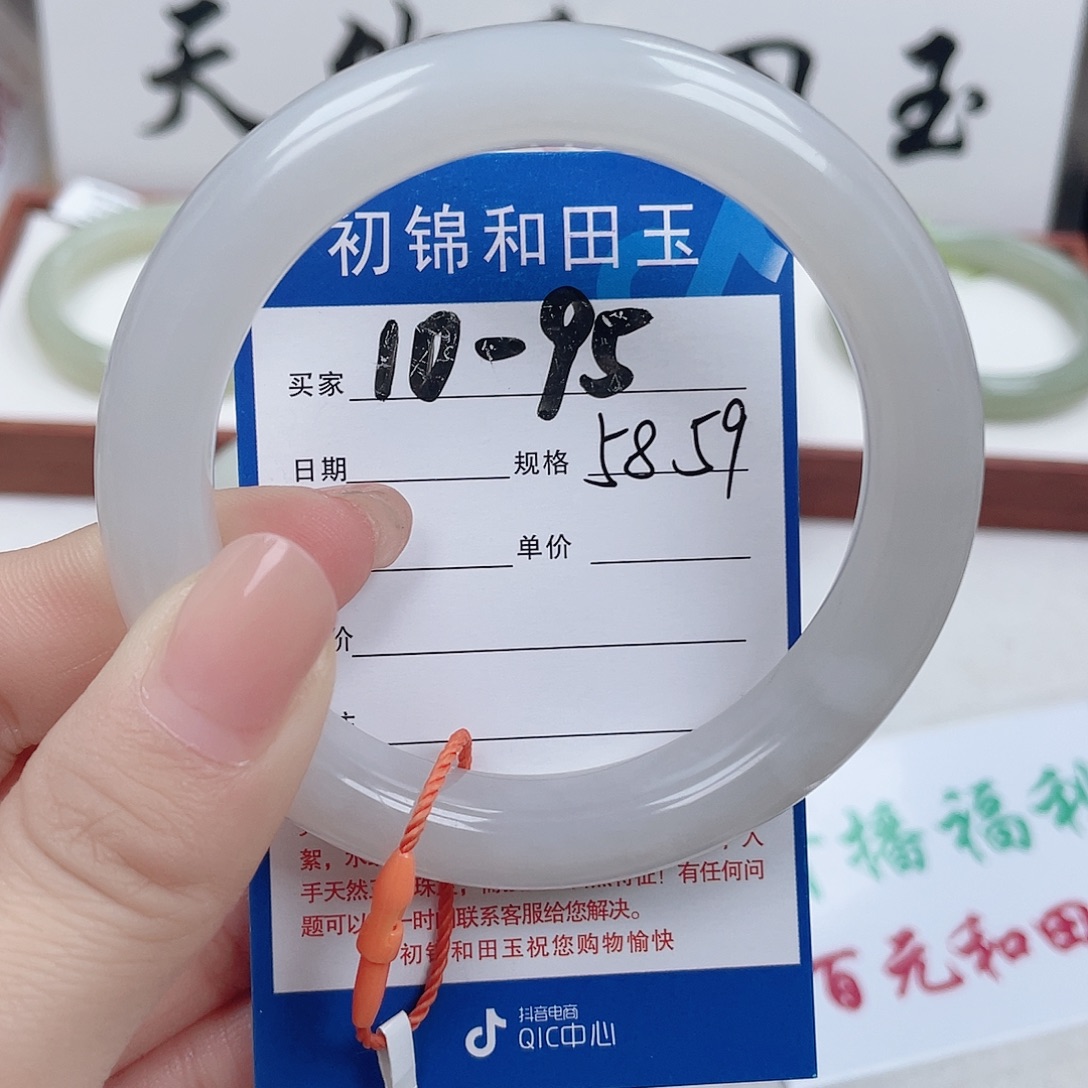 天 田玉
初锦和田玉
买家 10-95
日期 规格 5859
单价
价
絮，
手天然 有任何问
题可以 一时 联系客服给您解决。
初锦和田玉祝您购物愉快
抖音电商
QIC中心
播福利
百元和田